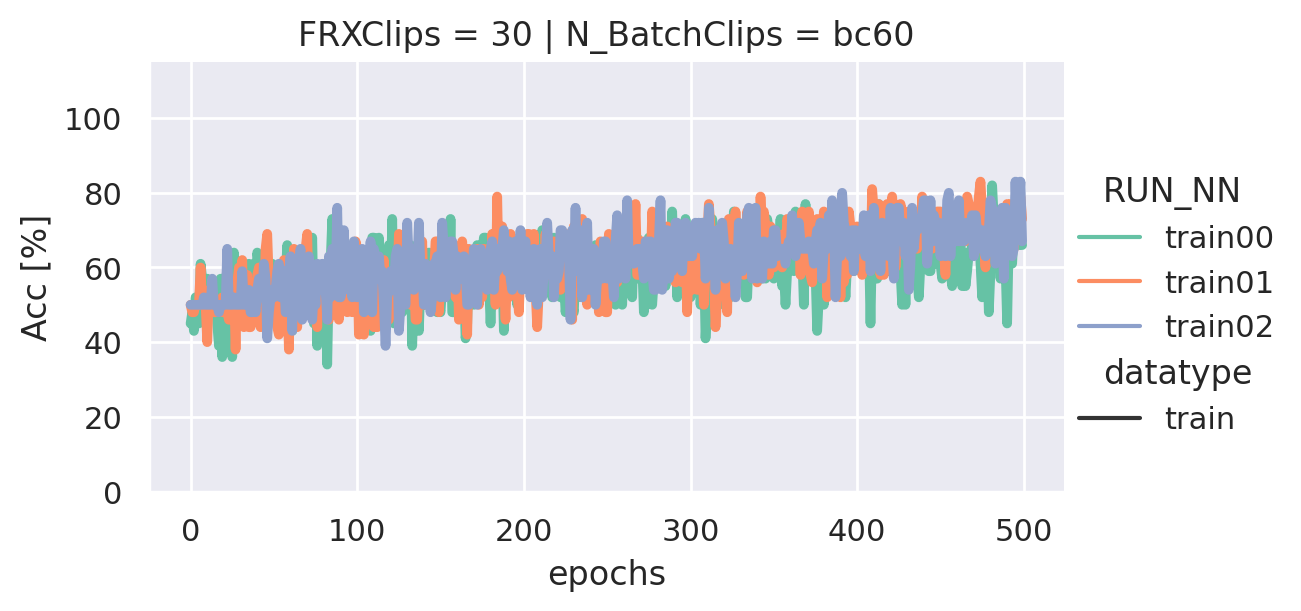 FRXClips = 30 | N_BatchClips = bc60
100
80
60
40
20
0
Acc [%]
0 100 200 300 400 500
epochs
RUN_NN
train00
train01
train02
datatype
train